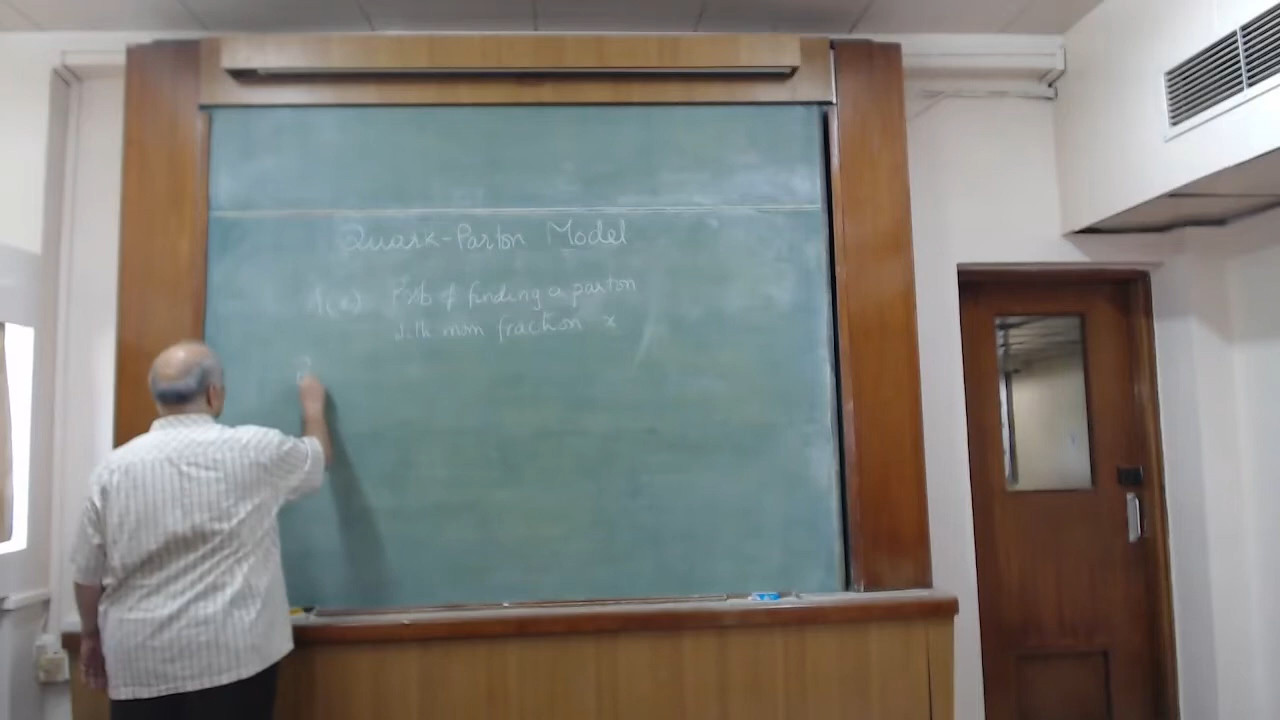 Quark-Parton Model
(x) Prob of finding a parton
with mom fraction x